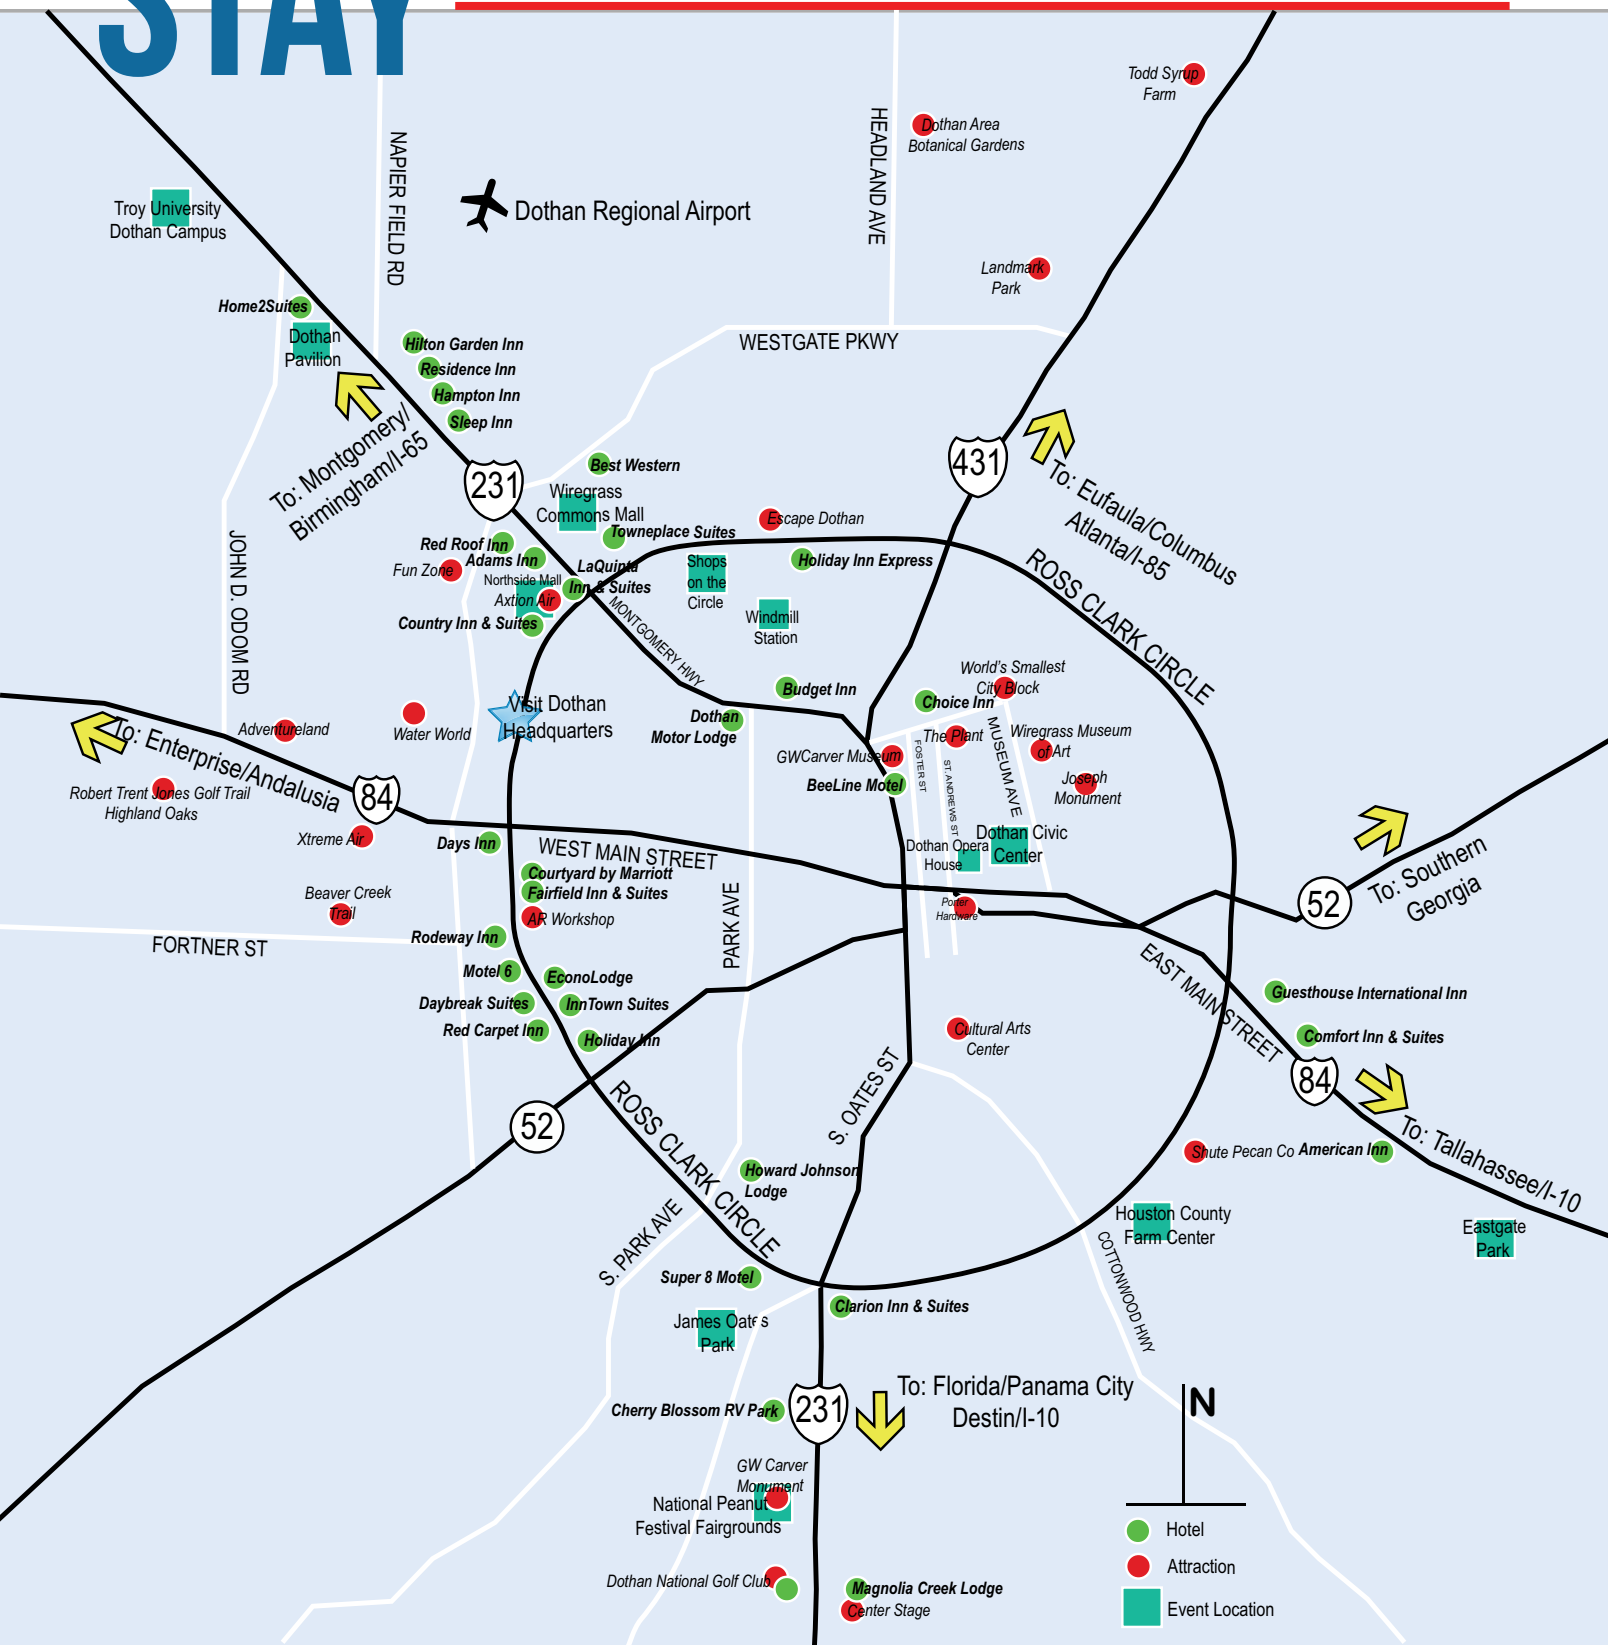 STAY
Todd Syrup
Farm
Dothan Area
Botanical Gardens
HEADLAND AVE
NAPIER FIELD RD
Troy University
Dothan Campus
Dothan Regional Airport
Landmark
Park
Home2Suites
Dothan
Pavilion
Hilton Garden Inn
Residence Inn
Hampton Inn
Sleep Inn
WESTGATE PKWY
To: Montgomery/
Birmingham/I-65
231
431
To: Eufaula/Columbus
Atlanta/I-85
Best Western
Wiregrass
Commons Mall
Towneplace Suites
Escape Dothan
Red Roof Inn
Adams Inn
Fun Zone
Northside Mall
Axtion Air
LaQuinta
Inn & Suites
Country Inn & Suites
Shops
on the
Circle
Holiday Inn Express
Windmill
Station
ROSS CLARK CIRCLE
JOHN D. ODOM RD
MONTGOMERY HWY
World's Smallest
City Block
Budget Inn
Choice Inn
Visit Dothan
Headquarters
Dothan
Motor Lodge
Adventureland
Water World
To: Enterprise/Andalusia
The Plant
MUSEUM AVE
Wiregrass Museum
of Art
GWCarver Museum
FOSTER ST
ST. ANDREWS ST
BeeLine Motel
Joseph
Monument
Robert Trent Jones Golf Trail
Highland Oaks
84
Xtreme Air
Days Inn
WEST MAIN STREET
Dothan Civic
Center
Dothan Opera
House
Courtyard by Marriott
Fairfield Inn & Suites
AR Workshop
Beaver Creek
Trail
PARK AVE
Porter
Hardware
52
To: Southern
Georgia
FORTNER ST
Rodeway Inn
Motel 6
EconoLodge
Daybreak Suites
InnTown Suites
Red Carpet Inn
Holiday Inn
EAST MAIN STREET
Guesthouse International Inn
Comfort Inn & Suites
84
Cultural Arts
Center
52
ROSS CLARK CIRCLE
S. OATES ST
To: Tallahassee/I-10
Shute Pecan Co
American Inn
Howard Johnson
Lodge
Houston County
Farm Center
Eastgate
Park
S. PARK AVE
COTTONWOOD HWY
Super 8 Motel
Clarion Inn & Suites
James Oates
Park
To: Florida/Panama City
Destin/I-10
Cherry Blossom RV Park
231
N
GW Carver
Monument
National Peanut
Festival Fairgrounds
Dothan National Golf Club
Magnolia Creek Lodge
Center Stage
Hotel
Attraction
Event Location